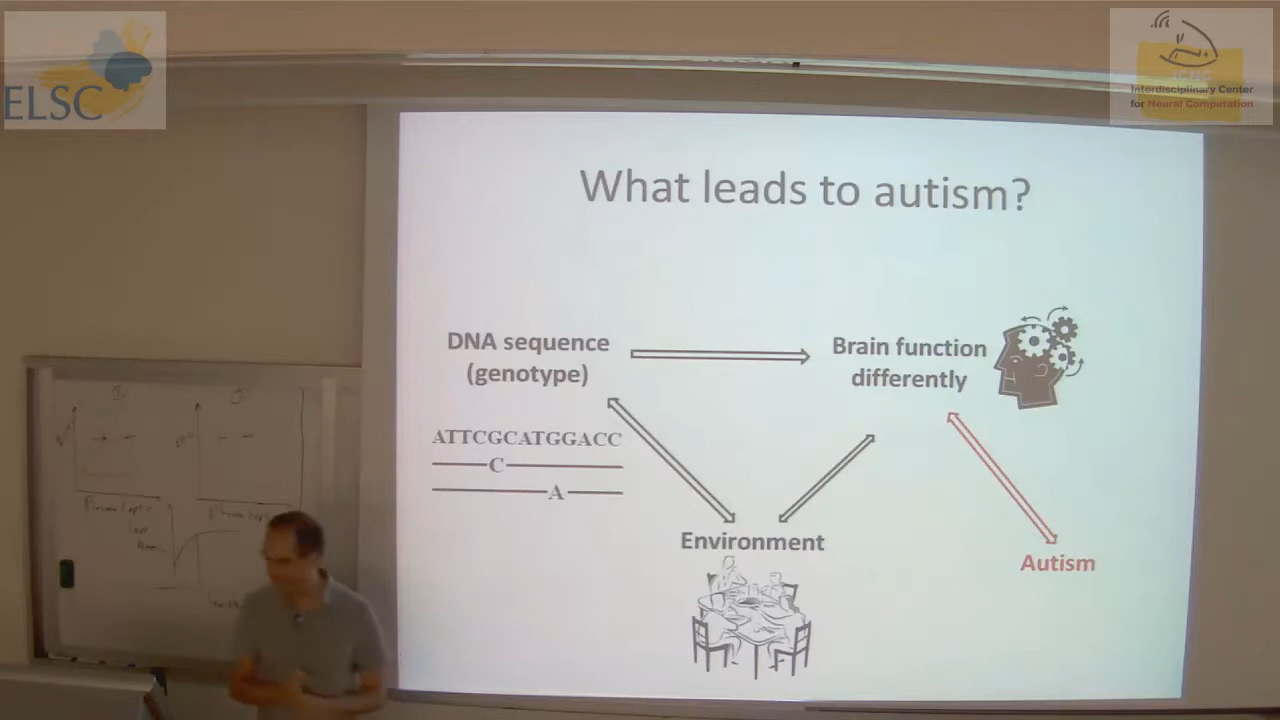 ELSC
Interdisciplinary Center
for Neural Computation
What leads to autism?
DNA sequence
(genotype)
Brain function
differently
ATTCGCATGGACC
C
A
Environment
Autism